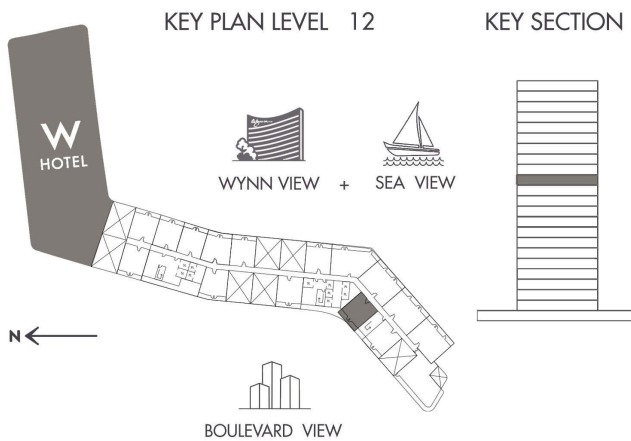 KEY PLAN LEVEL 12
KEY SECTION
W
HOTEL
WYNN VIEW + SEA VIEW
N
BOULEVARD VIEW